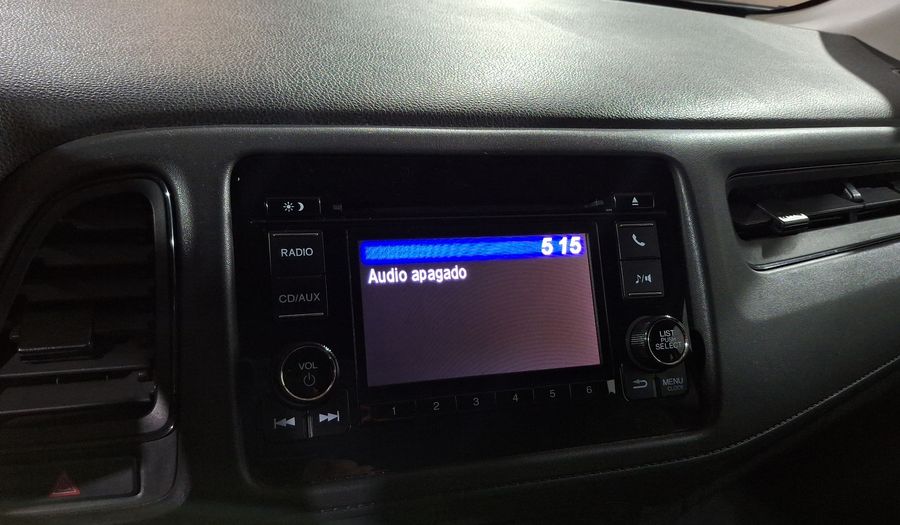 5 15
Audio apagado
RADIO
CD/AUX
VOL
LIST
PUSH
SELECT
MENU
CLOCK
1 2 3 4 5 6